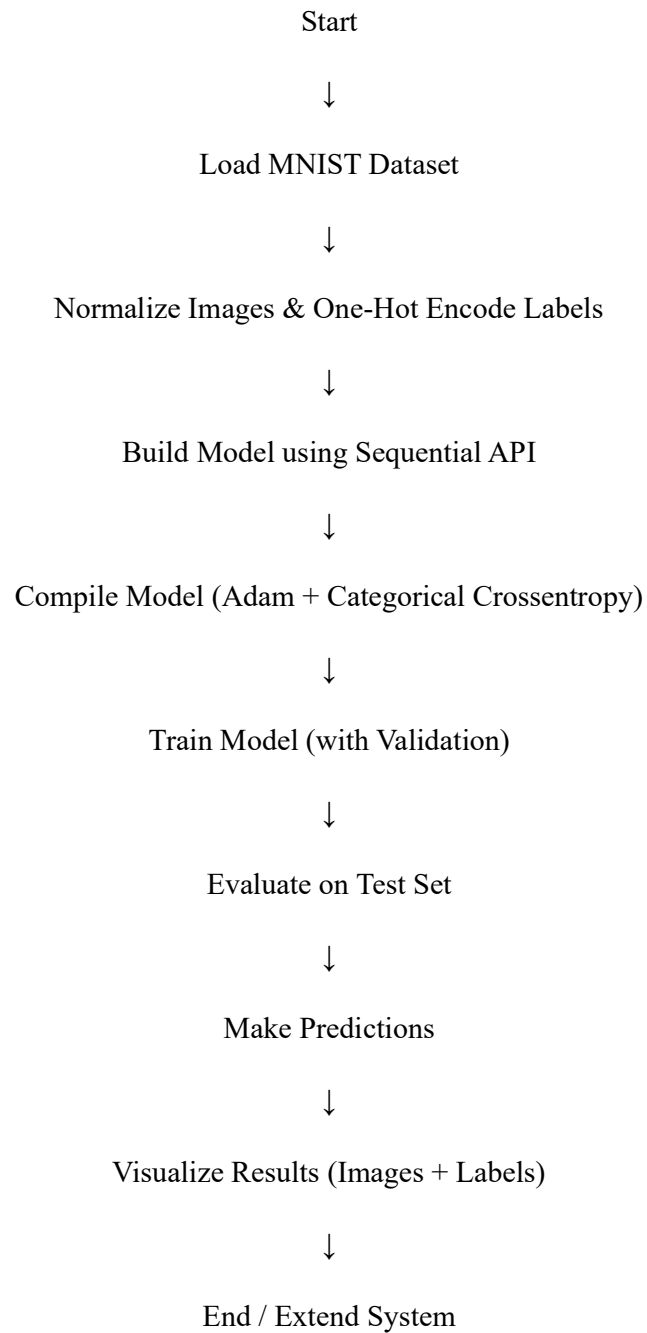 Start
↓
Load MNIST Dataset
↓
Normalize Images & One-Hot Encode Labels
↓
Build Model using Sequential API
↓
Compile Model (Adam + Categorical Crossentropy)
↓
Train Model (with Validation)
↓
Evaluate on Test Set
↓
Make Predictions
↓
Visualize Results (Images + Labels)
↓
End / Extend System